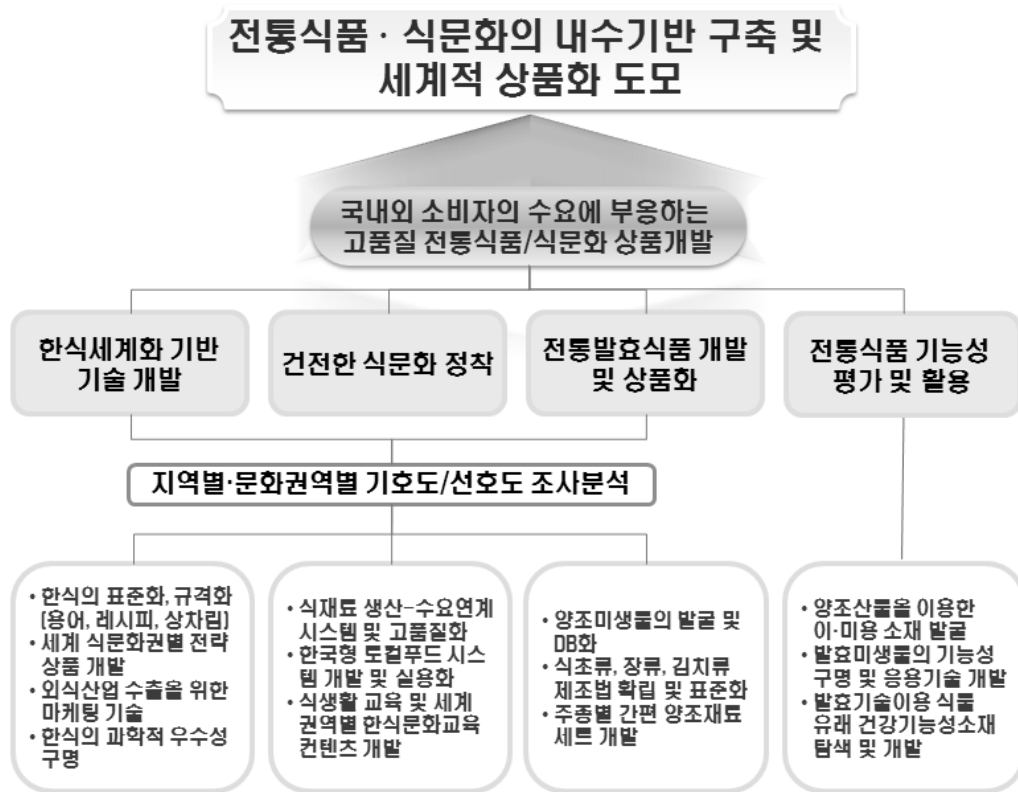 전통식품 · 식문화의 내수기반 구축 및
세계적 상품화 도모
국내외 소비자의 수요에 부응하는
고품질 전통식품/식문화 상품개발
한식세계화 기반
기술 개발
건전한 식문화 정착
전통발효식품 개발
및 상품화
전통식품 기능성
평가 및 활용
지역별·문화권역별 기호도/선호도 조사분석
• 한식의 표준화, 규격화
(용어, 레시피, 상차림)
• 세계 식문화권별 전략
상품 개발
• 외식산업 수출을 위한
마케팅 기술
• 한식의 과학적 우수성
구명
• 식재료 생산-수요연계
시스템 및 고품질화
• 한국형 로컬푸드 시스
템 개발 및 실용화
• 식생활 교육 및 세계
권역별 한식문화교육
컨텐츠 개발
• 양조미생물의 발굴 및
DB화
• 식초류, 장류, 김치류
제조법 확립 및 표준화
• 주종별 간편 양조재료
세트 개발
• 양조산물을 이용한
이·미용 소재 발굴
• 발효미생물의 기능성
구명 및 응용기술 개발
• 발효기술이용 식물
유래 건강기능성소재
탐색 및 개발